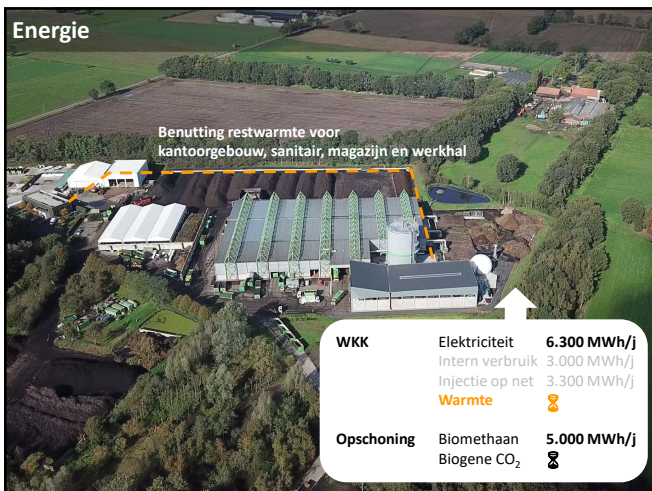 Energie
Benutting restwarmte voor
kantoorgebouw, sanitair, magazijn en werkhal
WKK Elektriciteit 6.300 MWh/j
Intern verbruik 3.000 MWh/j
Injectie op net 3.300 MWh/j
Warmte
Opschoning Biomethaan 5.000 MWh/j
Biogene CO₂